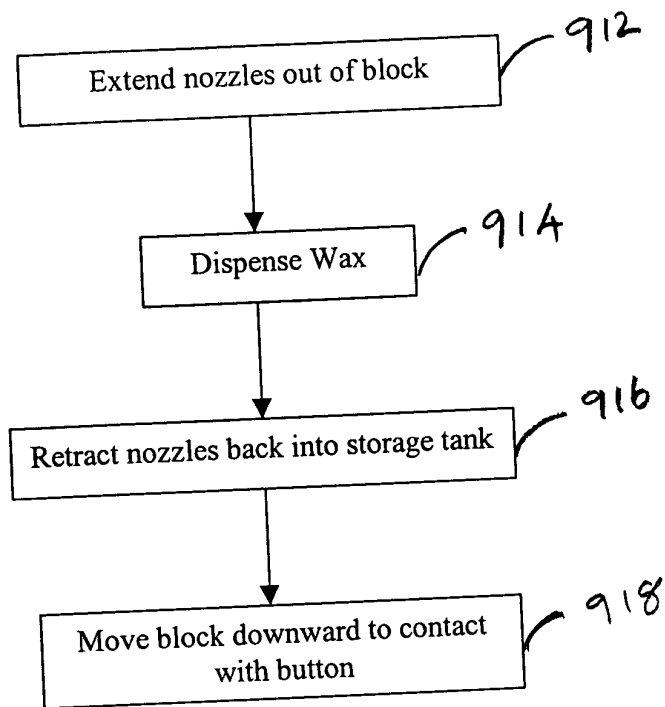 912
Extend nozzles out of block
914
Dispense Wax
916
Retract nozzles back into storage tank
918
Move block downward to contact
with button